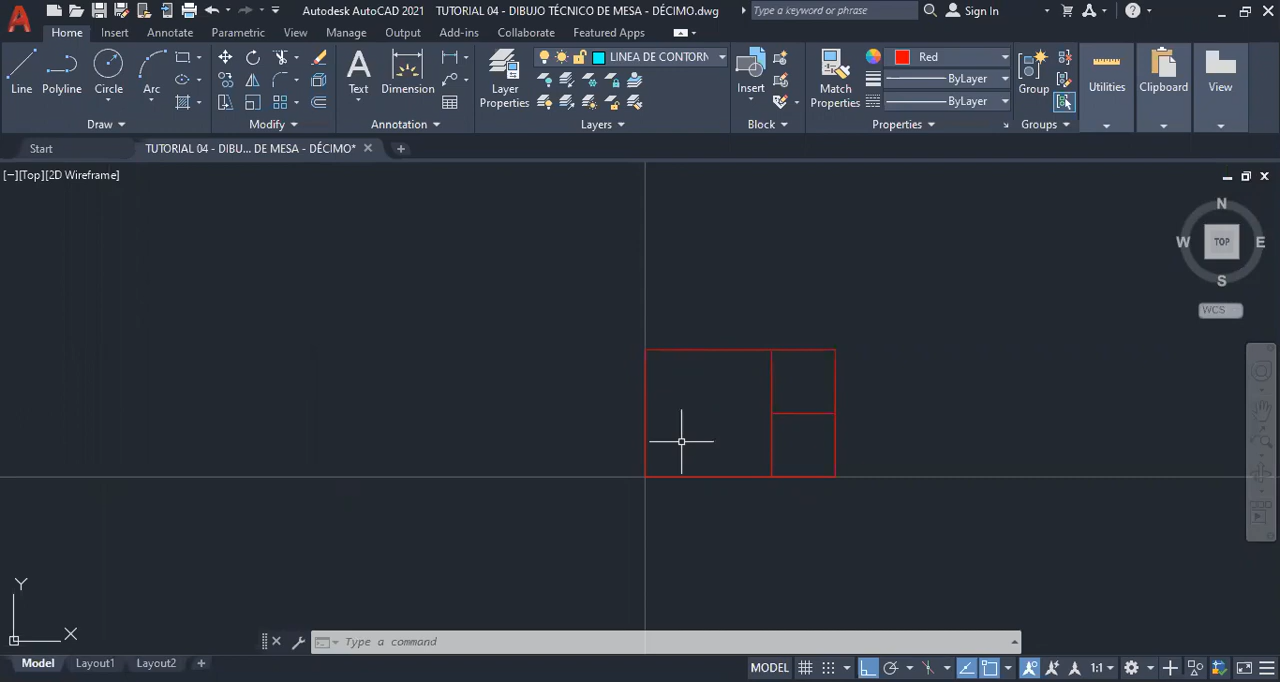 Autodesk AutoCAD 2021 TUTORIAL 04 - DIBUJO TÉCNICO DE MESA - DÉCIMO.dwg
Type a keyword or phrase
Sign In
Home Insert Annotate Parametric View Manage Output Add-ins Collaborate Featured Apps
LINEA DE CONTORN
Red
ByLayer
ByLayer
Line Polyline Circle Arc
Text Dimension
Layer
Properties
Insert
Match
Properties
Group
Utilities
Clipboard
View
Draw Modify Annotation Layers Block Properties Groups
Start
TUTORIAL 04 - DIBU... DE MESA - DÉCIMO*
[−][Top][2D Wireframe]
N
W
TOP
E
S
WCS
Y
X
Type a command
Model Layout1 Layout2
MODEL
1:1